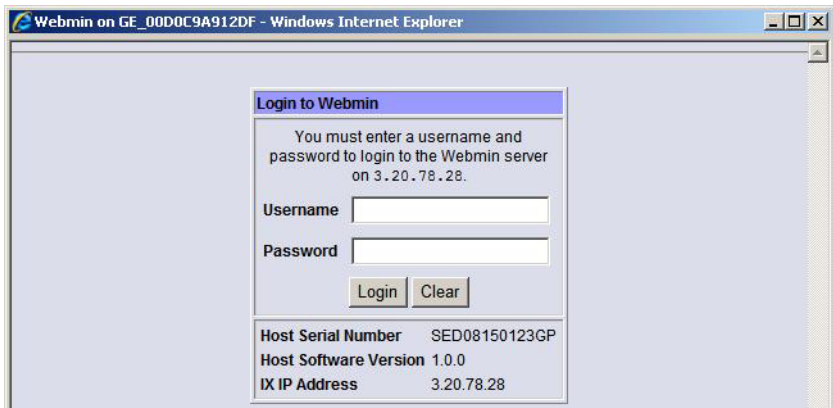 Webmin on GE_00D0C9A912DF - Windows Internet Explorer
Login to Webmin
You must enter a username and
password to login to the Webmin server
on 3.20.78.28.
Username
Password
Login Clear
Host Serial Number SED08150123GP
Host Software Version 1.0.0
IX IP Address 3.20.78.28